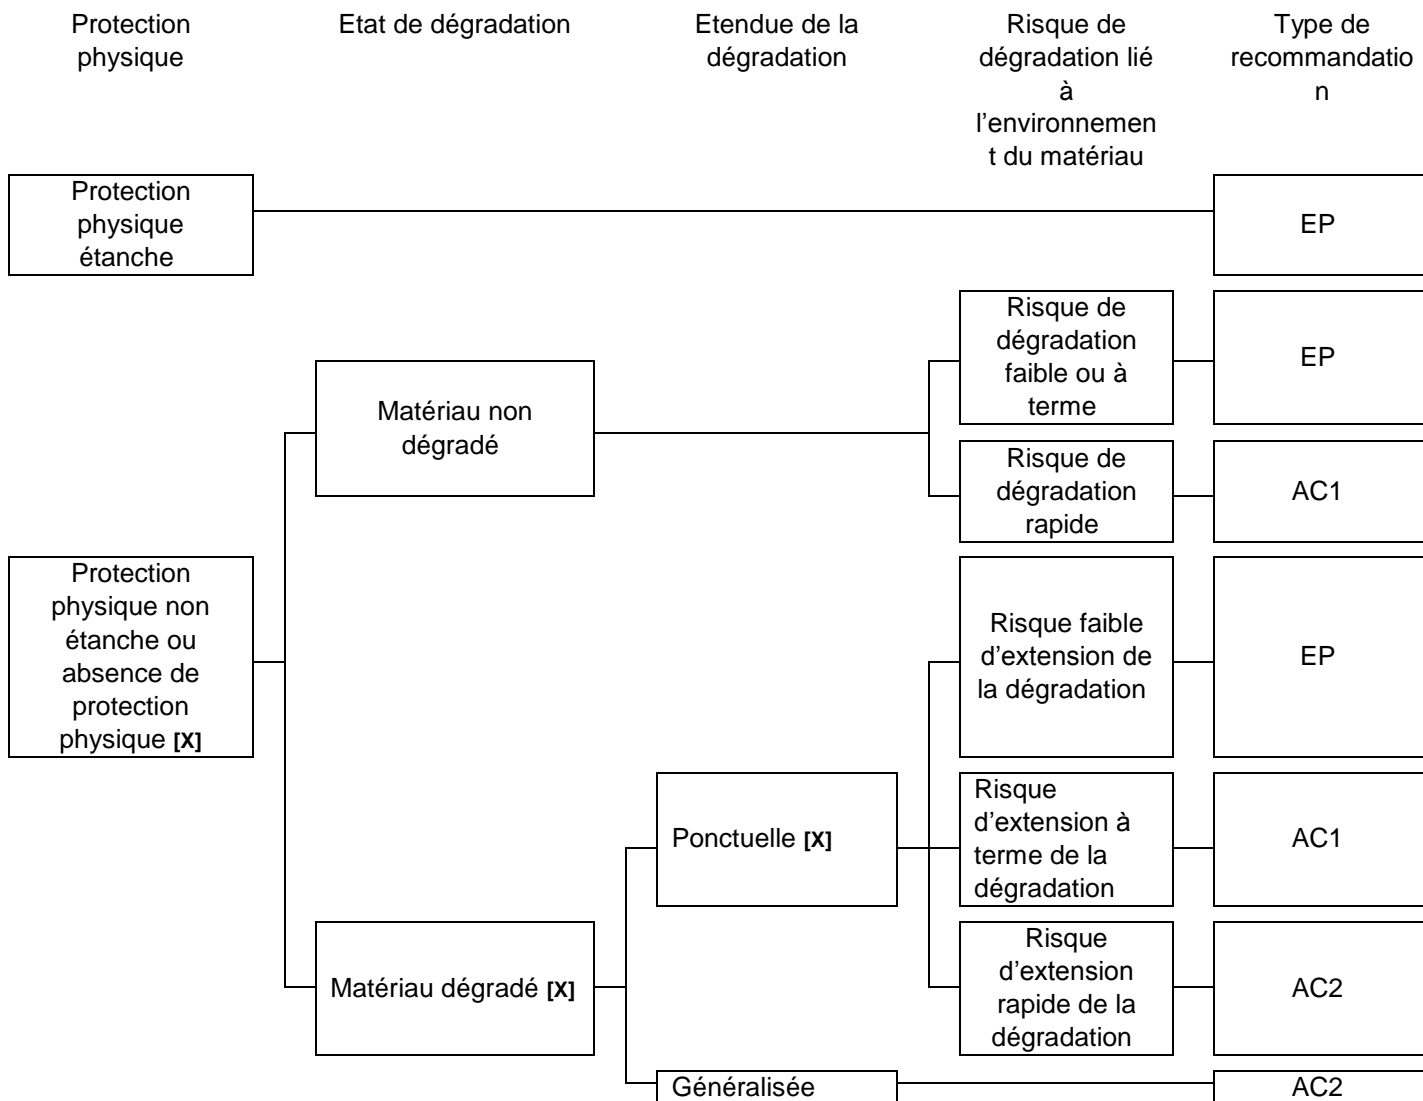 Protection
physique
Etat de dégradation
Etendue de la
dégradation
Risque de
dégradation lié
à
l’environnemen
t du matériau
Type de
recommandatio
n
Protection
physique
étanche
EP
Risque de
dégradation
faible ou à
terme
EP
Matériau non
dégradé
Risque de
dégradation
rapide
AC1
Protection
physique non
étanche ou
absence de
protection
physique [X]
Risque faible
d’extension de
la dégradation
EP
Ponctuelle [X]
Risque
d’extension à
terme de la
dégradation
AC1
Matériau dégradé [X]
Risque
d’extension
rapide de la
dégradation
AC2
Généralisée
AC2